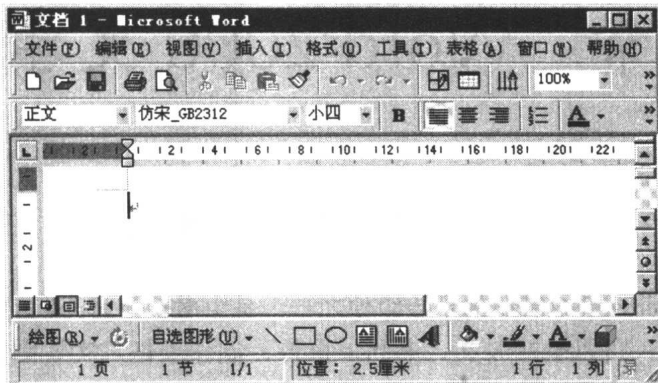 文档 1 - Microsoft Word
文件(F) 编辑(E) 视图(V) 插入(I) 格式(O) 工具(T) 表格(A) 窗口(W) 帮助(H)
100%
正文 仿宋_GB2312 小四 B A
2 2 4 6 8 10 12 14 16 18 20 22
2
绘图(R) 自选图形(U) A A
1 页 1 节 1/1 位置: 2.5厘米 1 行 1 列